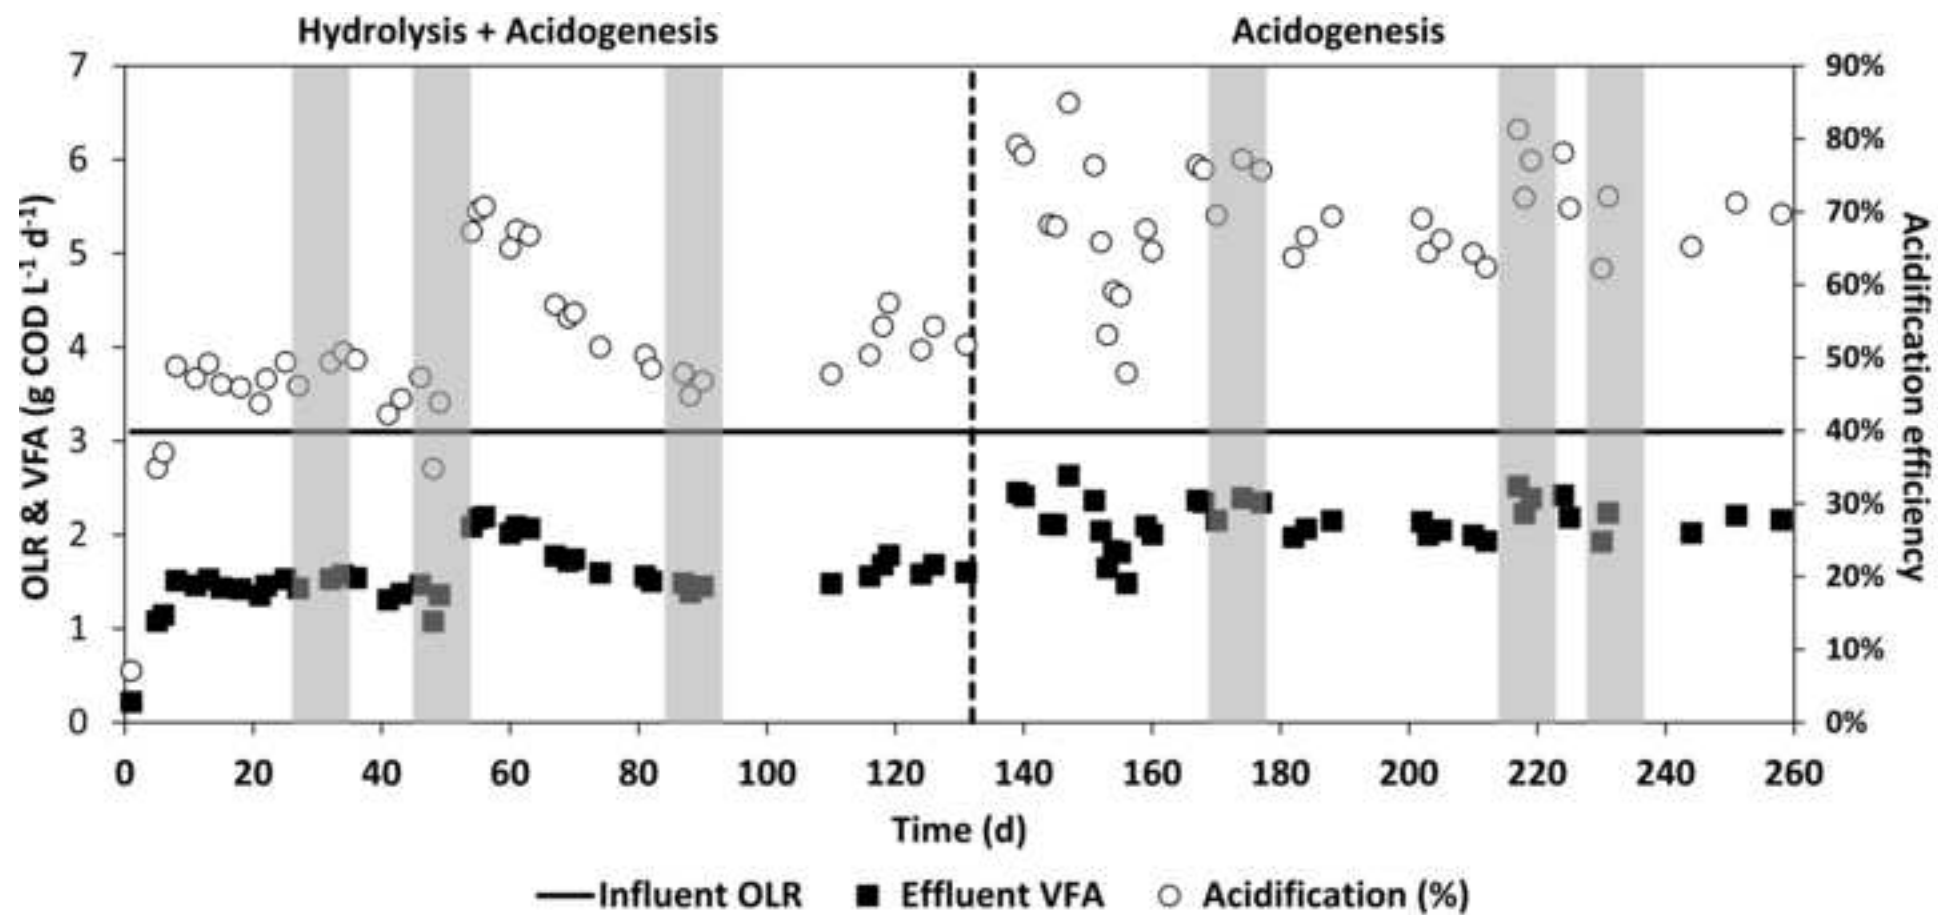 Hydrolysis + Acidogenesis Acidogenesis
7 90%
80%
6
70%
5 60%
4 50%
3 40%
30%
2
20%
1 10%
0 0%
OLR & VFA (g COD L⁻¹ d⁻¹)
Acidification efficiency
0 20 40 60 80 100 120 140 160 180 200 220 240 260
Time (d)
Influent OLR Effluent VFA Acidification (%)